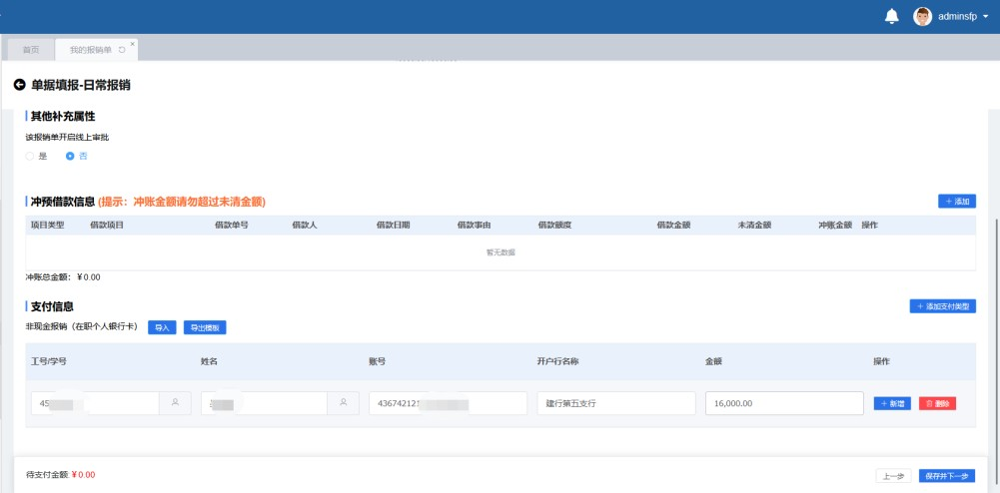 adminsfp
首页
我的报销单
单据填报-日常报销
其他补充属性
该报销单开启线上审批
是 否
冲预借款信息 (提示：冲账金额请勿超过未清金额)
+ 添加
项目类型 借款项目 借款单号 借款人 借款日期 借款事由 借款额度 借款金额 未清金额 冲账金额 操作
暂无数据
冲账总金额：￥0.00
支付信息
+ 添加支付类型
非现金报销（在职个人银行卡） 导入 导出模板
工号/学号 姓名 账号 开户行名称 金额 操作
45 436742121 建行第五支行 16,000.00 + 新增 删除
待支付金额: ￥0.00
上一步 保存并下一步